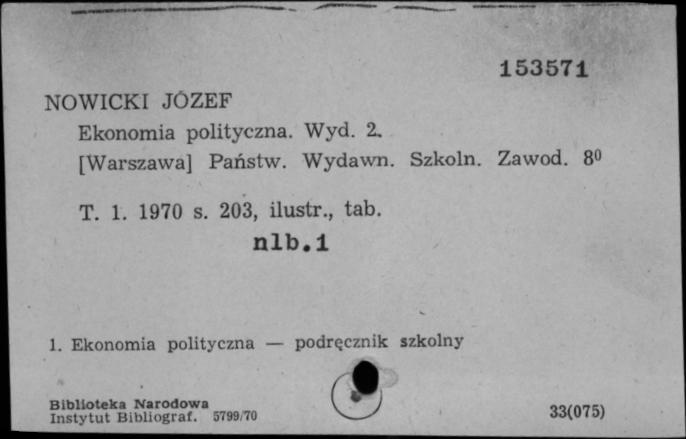 153571
NOWICKI JÓZEF
Ekonomia polityczna. Wyd. 2.
[Warszawa] Państw. Wydawn. Szkoln. Zawod. 8⁰
T. 1. 1970 s. 203, ilustr., tab.
nlb.1
1. Ekonomia polityczna — podręcznik szkolny
Biblioteka Narodowa
Instytut Bibliograf. 5799/70
33(075)